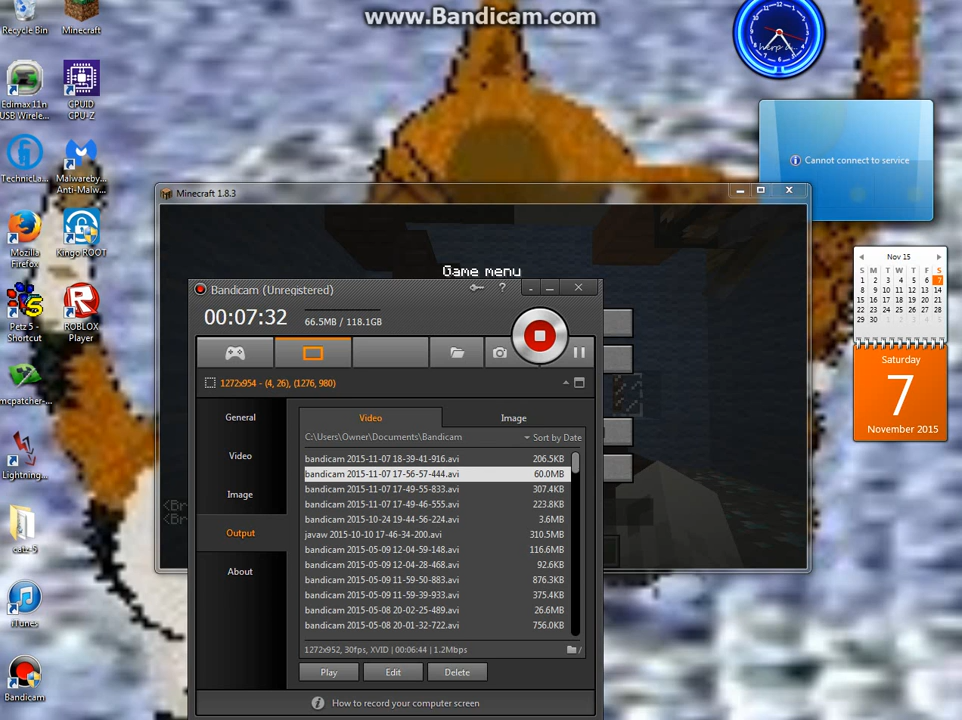 www.Bandicam.com
Recycle Bin
Minecraft
Edimax 11n
USB Wirele...
CPUID
CPU-Z
TechnicLa...
Malwareby...
Anti-Malw...
Mozilla
Firefox
Kingo ROOT
Petz 5 -
Shortcut
ROBLOX
Player
mcpatcher-...
Lightning...
catz-5
iTunes
Bandicam
Minecraft 1.8.3
Game menu
<Br
<Br
Bandicam (Unregistered)
?
00:07:32
66.5MB / 118.1GB
1272x954 - (4, 26), (1276, 980)
General
Video
Image
Output
About
Video
Image
C:\Users\Owner\Documents\Bandicam
Sort by Date
bandicam 2015-11-07 18-39-41-916.avi 206.5KB
bandicam 2015-11-07 17-56-57-444.avi 60.0MB
bandicam 2015-11-07 17-49-55-833.avi 307.4KB
bandicam 2015-11-07 17-49-46-555.avi 223.8KB
bandicam 2015-10-24 19-44-56-224.avi 3.6MB
javaw 2015-10-10 17-46-34-200.avi 310.5MB
bandicam 2015-05-09 12-04-59-148.avi 116.6MB
bandicam 2015-05-09 12-04-28-468.avi 92.6KB
bandicam 2015-05-09 11-59-50-883.avi 876.3KB
bandicam 2015-05-09 11-59-39-933.avi 375.4KB
bandicam 2015-05-08 20-02-25-489.avi 26.6MB
bandicam 2015-05-08 20-01-32-722.avi 756.0KB
1272x952, 30fps, XVID | 00:06:44 | 1.2Mbps
/
Play
Edit
Delete
How to record your computer screen
Cannot connect to service
Nov 15
S M T W T F S
1 2 3 4 5 6 7
8 9 10 11 12 13 14
15 16 17 18 19 20 21
22 23 24 25 26 27 28
29 30 1 2 3 4 5
Saturday
7
November 2015